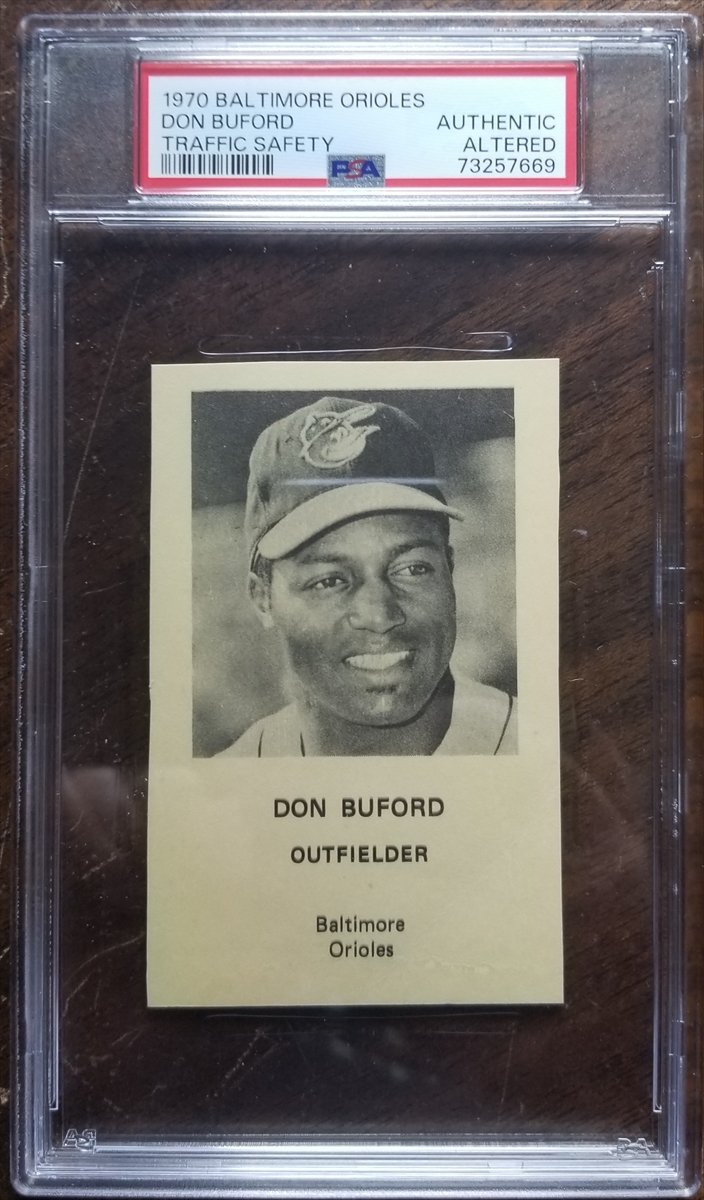 1970 BALTIMORE ORIOLES
DON BUFORD AUTHENTIC
TRAFFIC SAFETY ALTERED
PSA 73257669
DON BUFORD
OUTFIELDER
Baltimore
Orioles